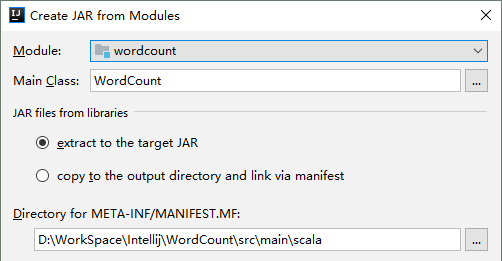 IJ Create JAR from Modules
Module: wordcount
Main Class: WordCount ...
JAR files from libraries
extract to the target JAR
copy to the output directory and link via manifest
Directory for META-INF/MANIFEST.MF:
D:\WorkSpace\Intellij\WordCount\src\main\scala ...